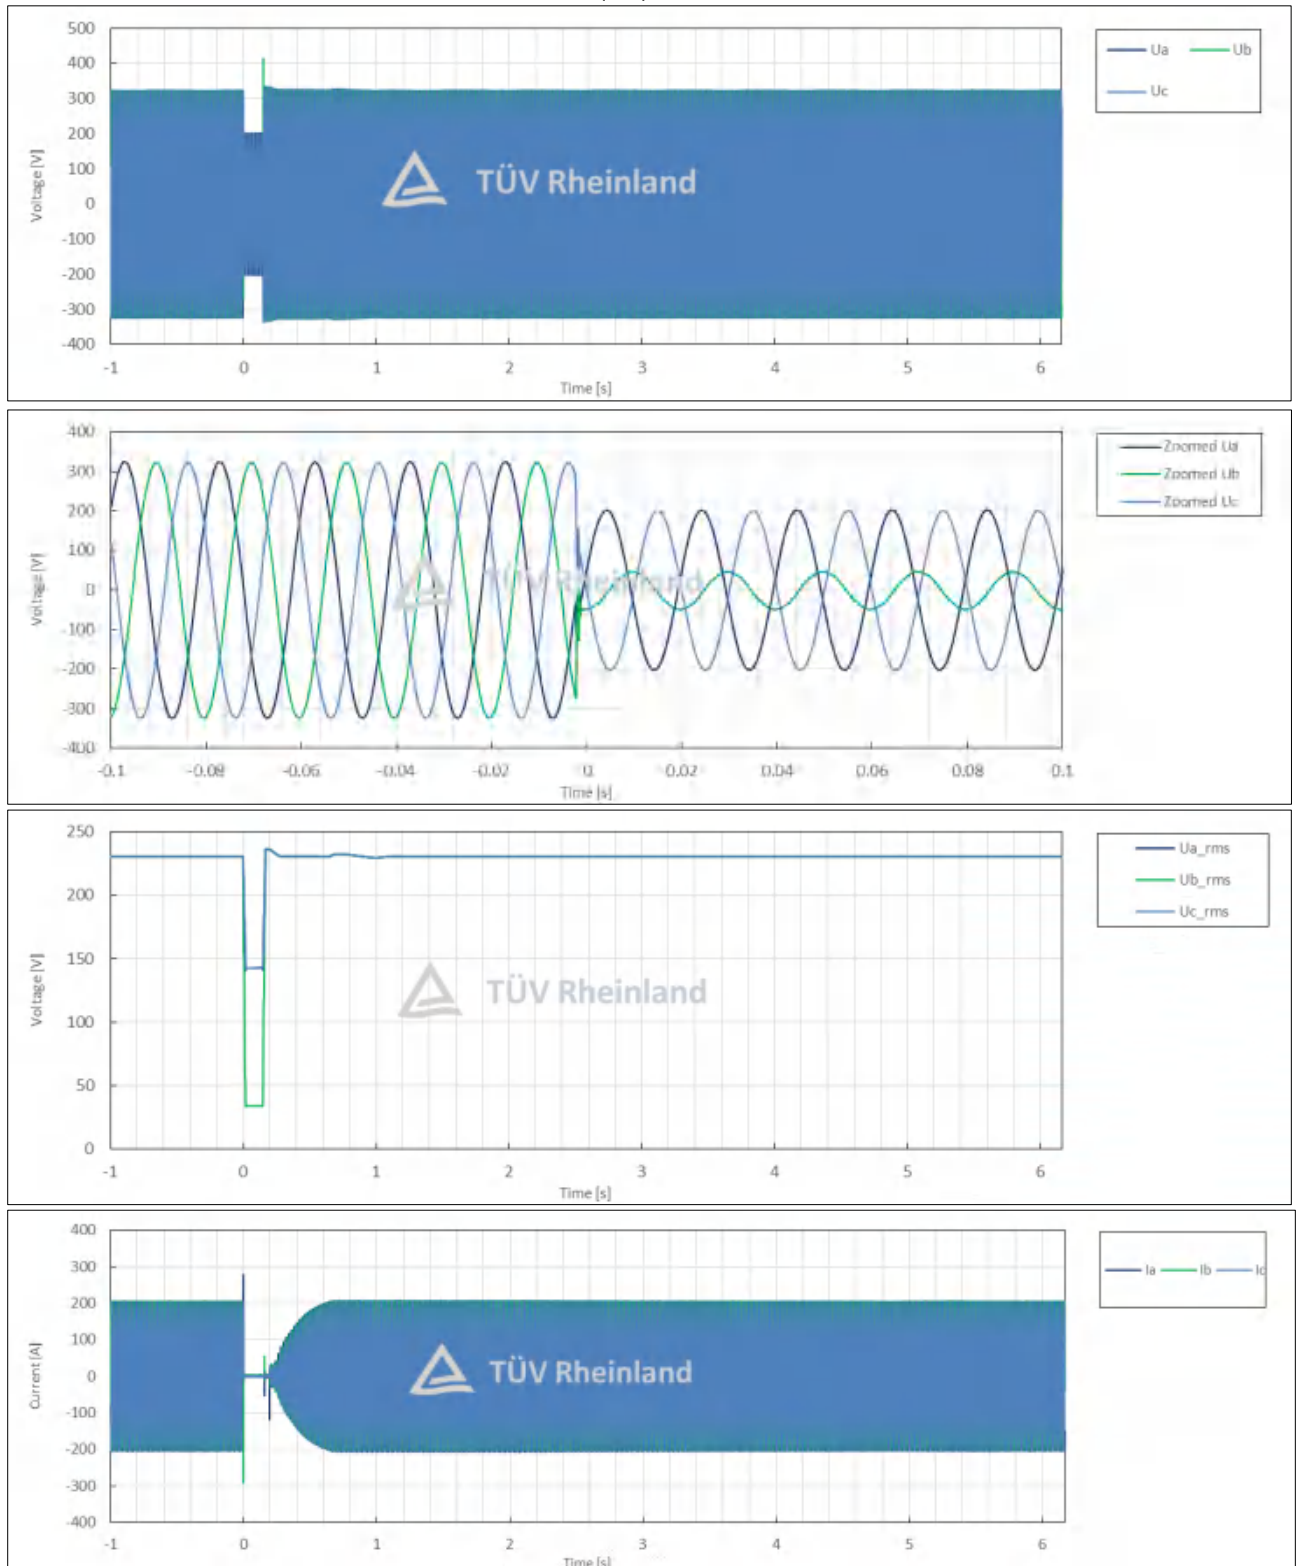 500
400
300
200
100
0
-100
-200
-300
-400
Voltage [V]
-1 0 1 2 3 4 5 6
Time [s]
Ua Ub
Uc
TÜV Rheinland
400
300
200
100
0
-100
-200
-300
-400
Voltage [V]
-0.1 -0.08 -0.06 -0.04 -0.02 0 0.02 0.04 0.06 0.08 0.1
Time [s]
Zoomed Ua
Zoomed Ub
Zoomed Uc
TÜV Rheinland
250
200
150
100
50
0
Voltage [V]
-1 0 1 2 3 4 5 6
Time [s]
Ua_rms
Ub_rms
Uc_rms
TÜV Rheinland
400
300
200
100
0
-100
-200
-300
-400
Current [A]
-1 0 1 2 3 4 5 6
Time [s]
Ia Ib Ic
TÜV Rheinland